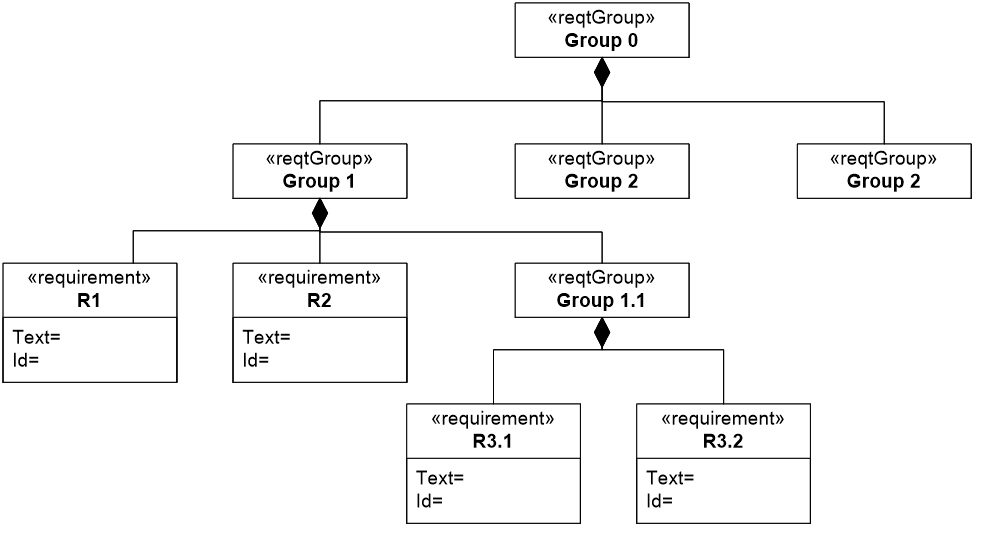 «reqtGroup»
Group 0
«reqtGroup»
Group 1
«reqtGroup»
Group 2
«reqtGroup»
Group 2
«requirement»
R1
Text=
Id=
«requirement»
R2
Text=
Id=
«reqtGroup»
Group 1.1
«requirement»
R3.1
Text=
Id=
«requirement»
R3.2
Text=
Id=